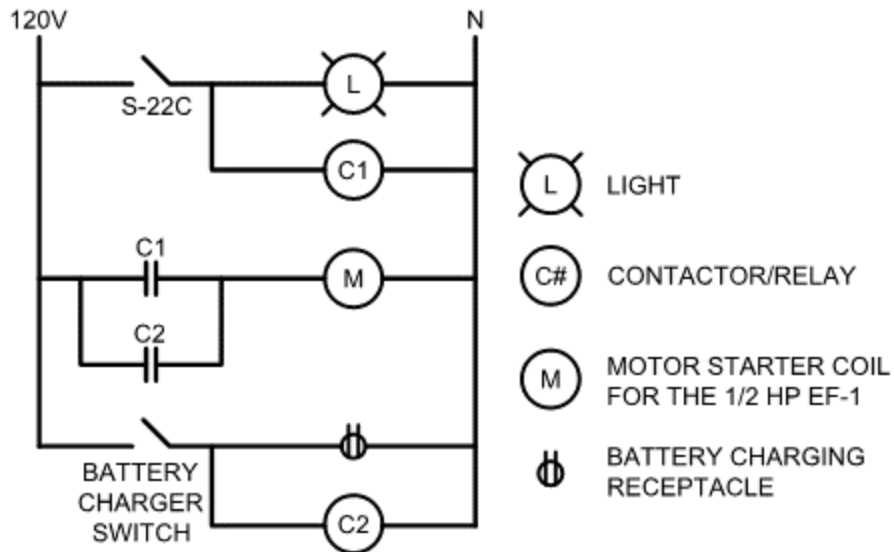 120V
N
S-22C
L
C1
C1
M
C2
BATTERY
CHARGER
SWITCH
C2
L
LIGHT
C#
CONTACTOR/RELAY
M
MOTOR STARTER COIL
FOR THE 1/2 HP EF-1
BATTERY CHARGING
RECEPTACLE